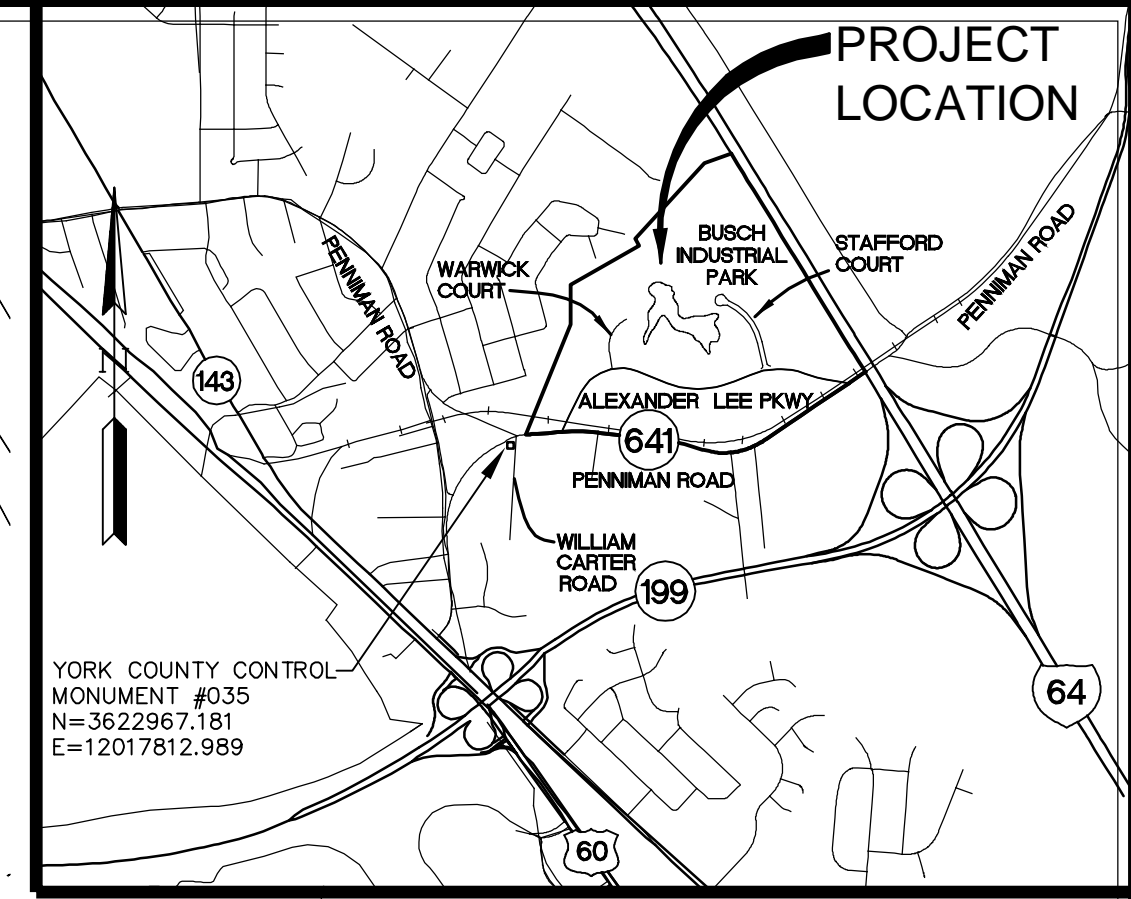 PROJECT
LOCATION
BUSCH
INDUSTRIAL
PARK
STAFFORD
COURT
WARWICK
COURT
PENNIMAN ROAD
PENNIMAN ROAD
143
ALEXANDER LEE PKWY
641
PENNIMAN ROAD
WILLIAM
CARTER
ROAD
199
YORK COUNTY CONTROL
MONUMENT #035
N=3622967.181
E=12017812.989
64
60